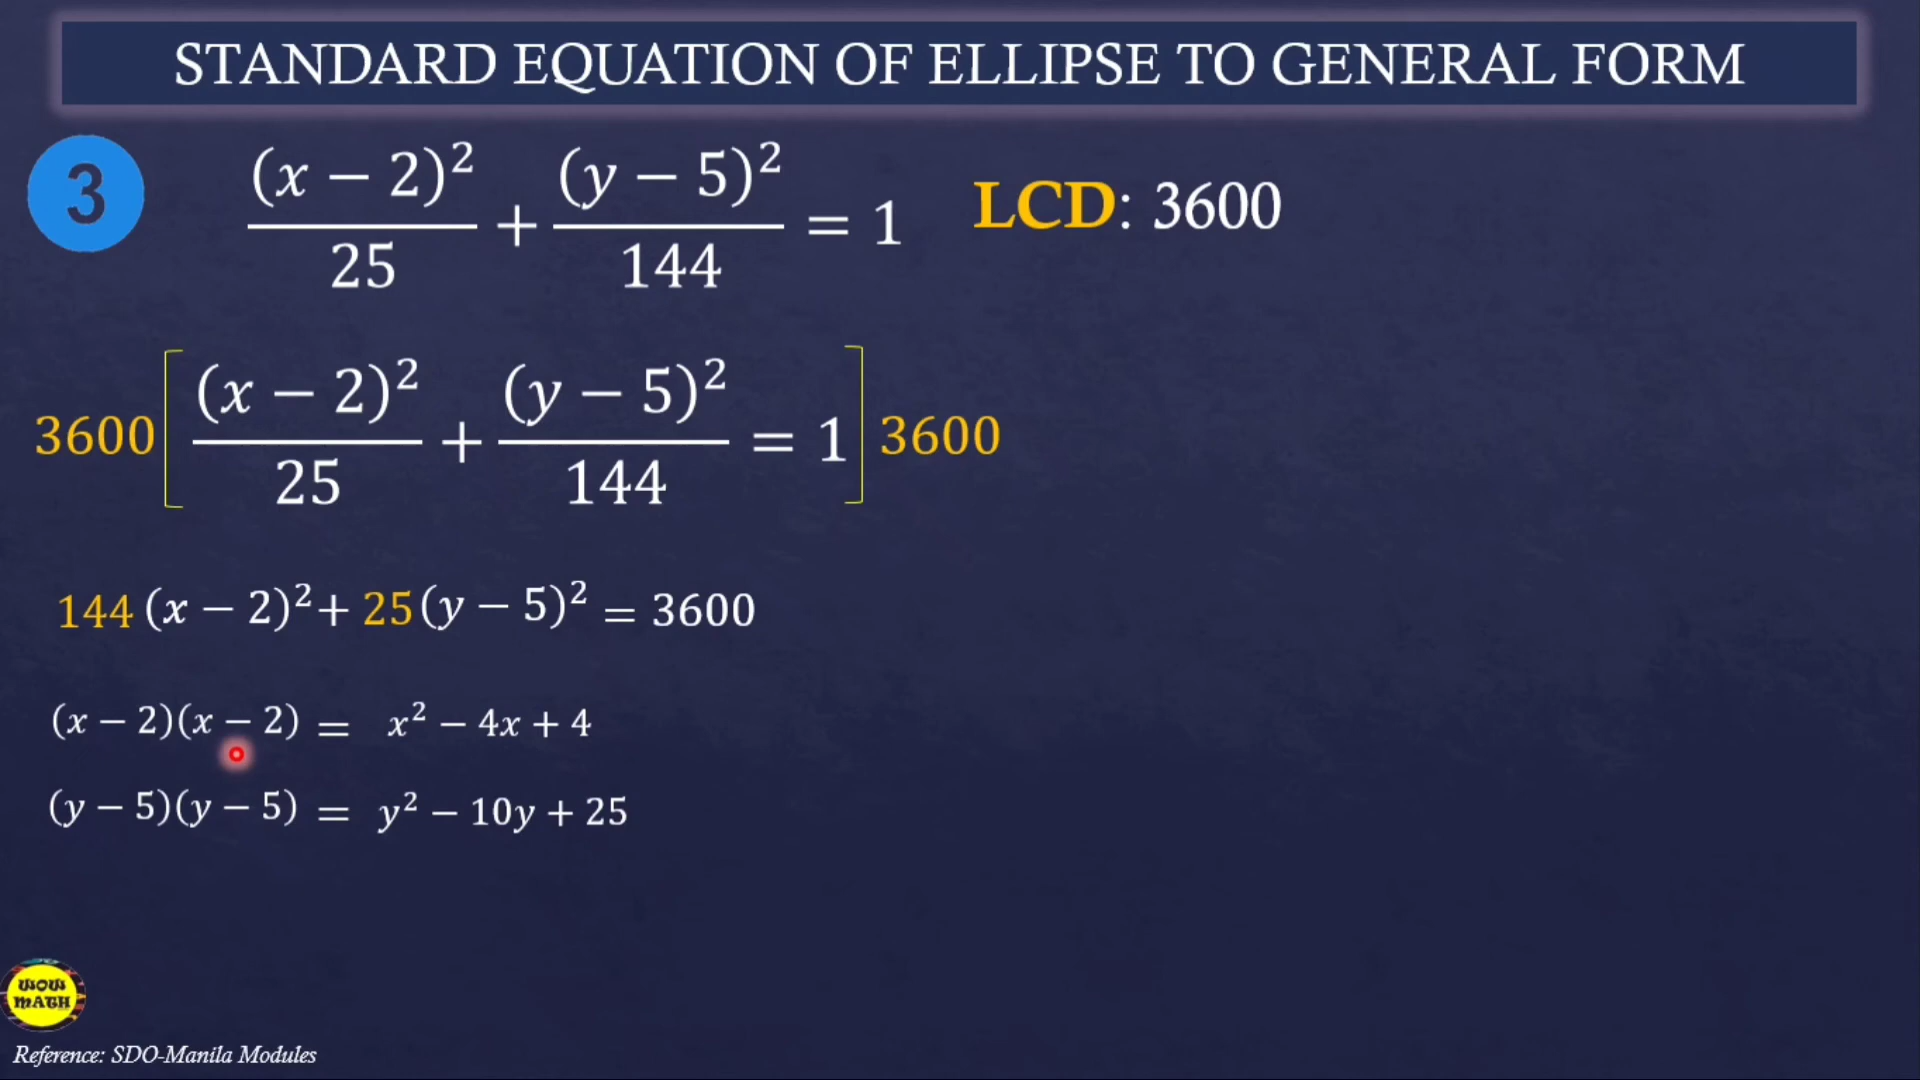 STANDARD EQUATION OF ELLIPSE TO GENERAL FORM
3
(x − 2)² / 25 + (y − 5)² / 144 = 1
LCD: 3600
3600 [ (x − 2)² / 25 + (y − 5)² / 144 = 1 ] 3600
144 (x − 2)² + 25 (y − 5)² = 3600
(x − 2)(x − 2) = x² − 4x + 4
(y − 5)(y − 5) = y² − 10y + 25
WOW
MATH
Reference: SDO-Manila Modules